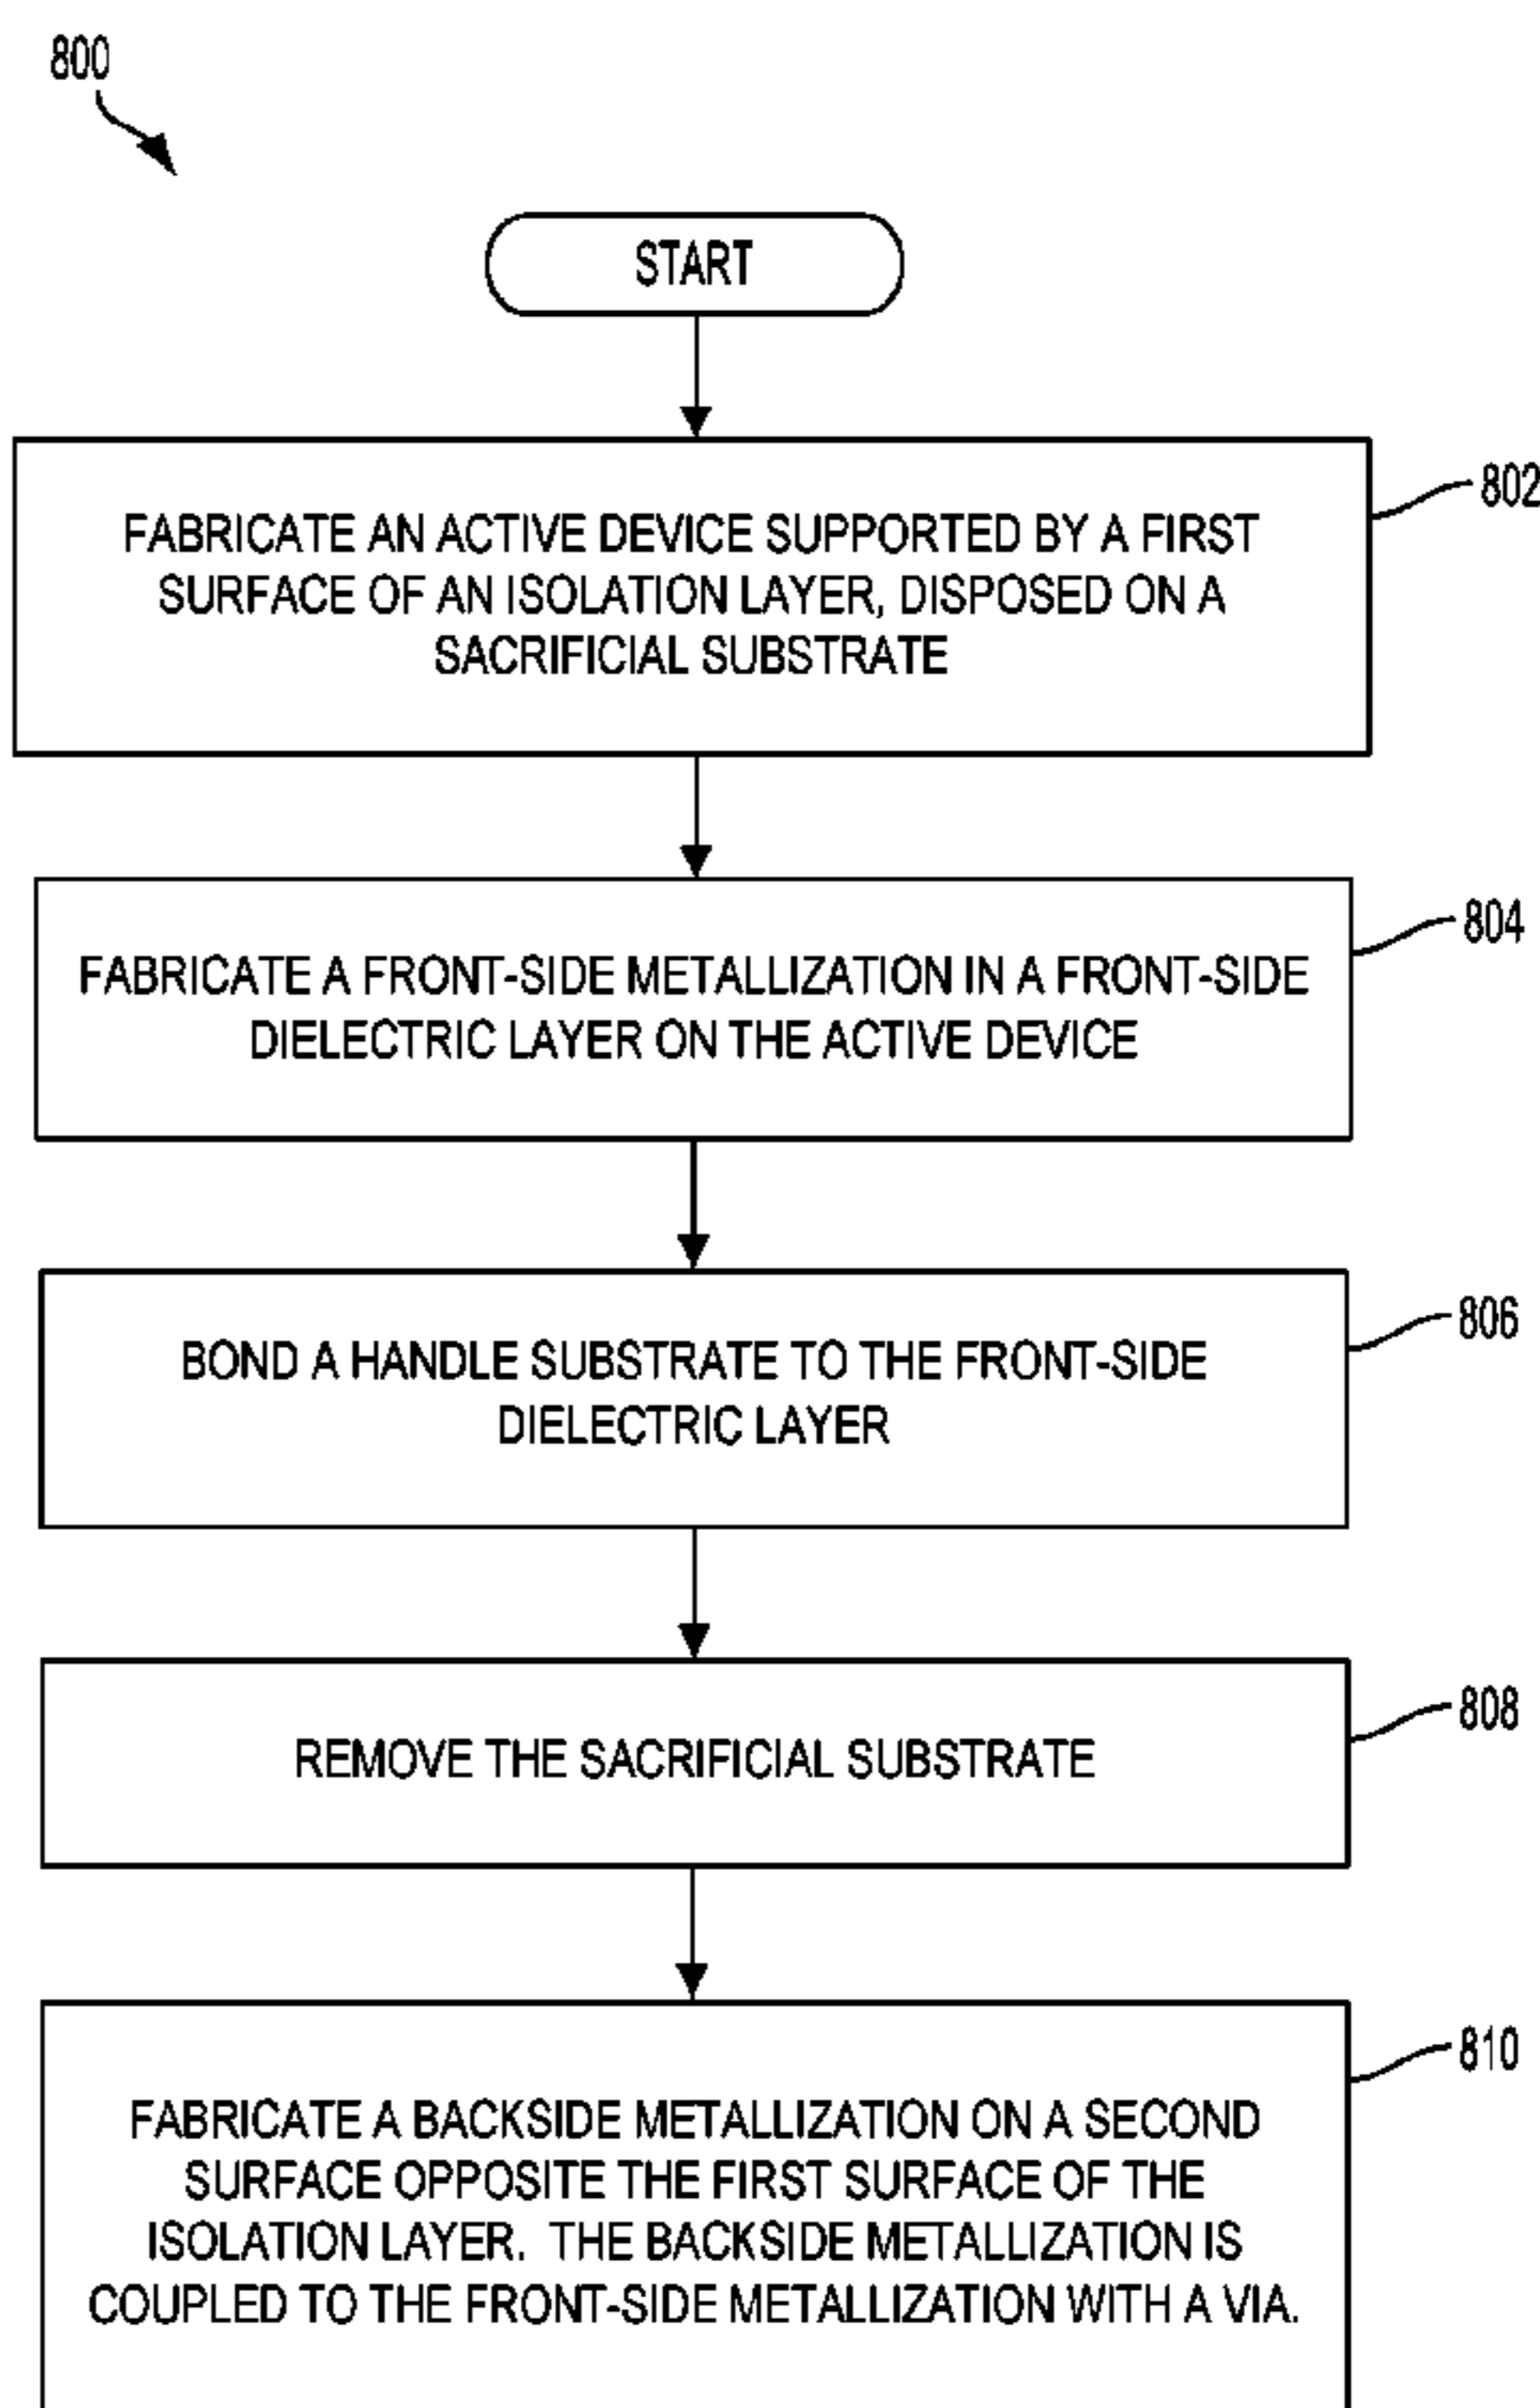 800
START
802
FABRICATE AN ACTIVE DEVICE SUPPORTED BY A FIRST
SURFACE OF AN ISOLATION LAYER, DISPOSED ON A
SACRIFICIAL SUBSTRATE
804
FABRICATE A FRONT-SIDE METALLIZATION IN A FRONT-SIDE
DIELECTRIC LAYER ON THE ACTIVE DEVICE
806
BOND A HANDLE SUBSTRATE TO THE FRONT-SIDE
DIELECTRIC LAYER
808
REMOVE THE SACRIFICIAL SUBSTRATE
810
FABRICATE A BACKSIDE METALLIZATION ON A SECOND
SURFACE OPPOSITE THE FIRST SURFACE OF THE
ISOLATION LAYER. THE BACKSIDE METALLIZATION IS
COUPLED TO THE FRONT-SIDE METALLIZATION WITH A VIA.